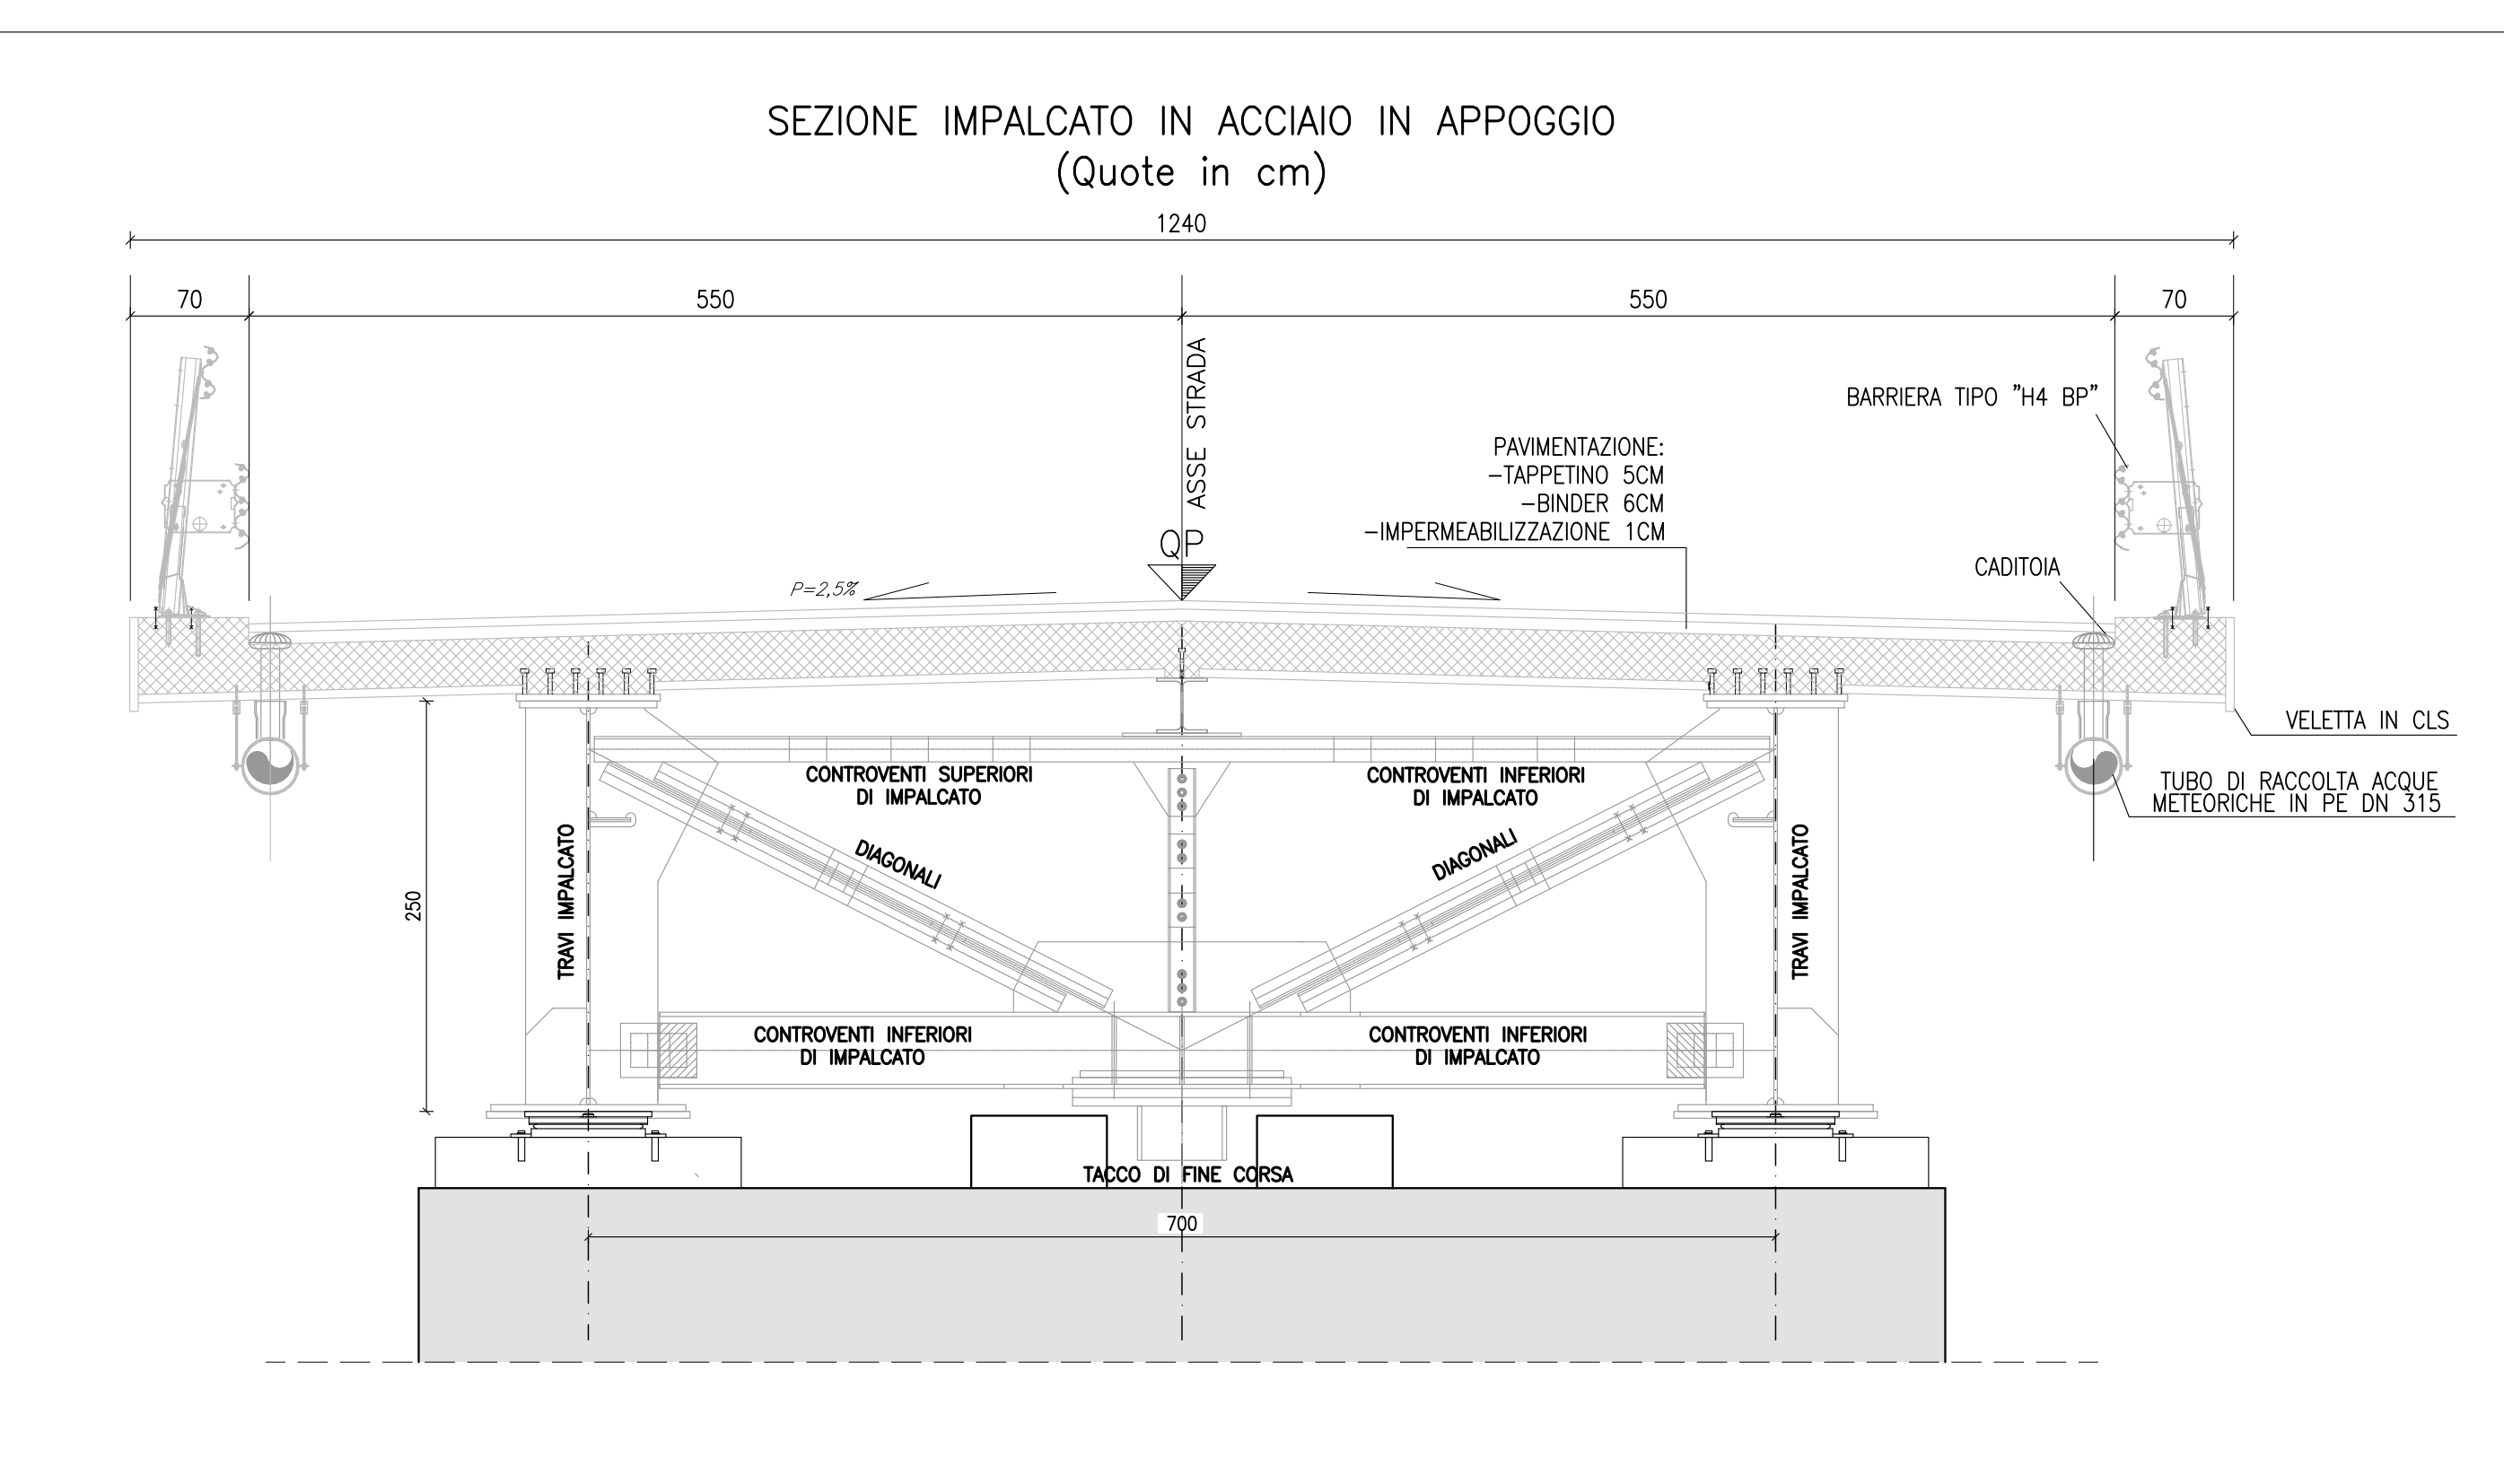 SEZIONE IMPALCATO IN ACCIAIO IN APPOGGIO
(Quote in cm)
1240
70
550
550
70
ASSE STRADA
BARRIERA TIPO "H4 BP"
PAVIMENTAZIONE:
-TAPPETINO 5CM
-BINDER 6CM
-IMPERMEABILIZZAZIONE 1CM
QP
CADITOIA
P=2,5%
VELETTA IN CLS
TUBO DI RACCOLTA ACQUE
METEORICHE IN PE DN 315
CONTROVENTI SUPERIORI
DI IMPALCATO
CONTROVENTI INFERIORI
DI IMPALCATO
DIAGONALI
DIAGONALI
TRAVI IMPALCATO
TRAVI IMPALCATO
250
CONTROVENTI INFERIORI
DI IMPALCATO
CONTROVENTI INFERIORI
DI IMPALCATO
TACCO DI FINE CORSA
700